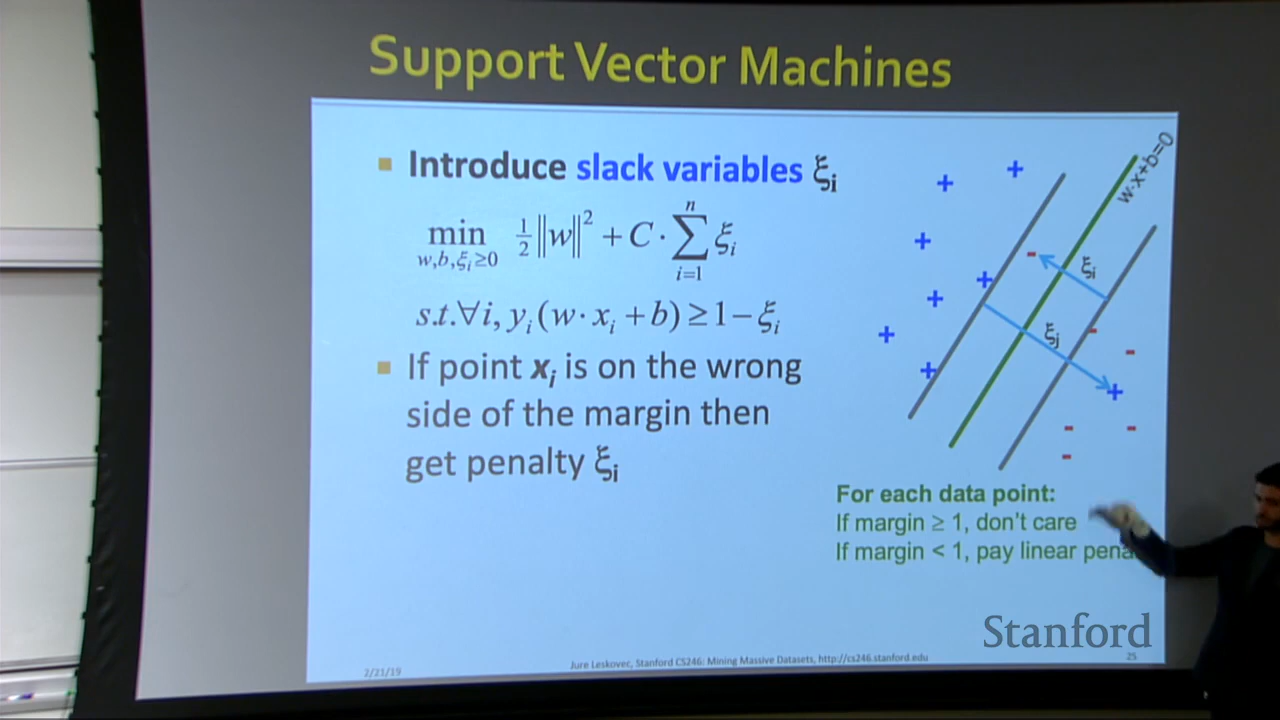 Support Vector Machines
Introduce slack variables ξi
min w,b,ξi≥0 ½‖w‖² + C · ∑ i=1 n ξi
s.t.∀i, yi(w · xi + b) ≥ 1 − ξi
If point xi is on the wrong
side of the margin then
get penalty ξi
w·x+b=0
ξi
ξj
For each data point:
If margin ≥ 1, don't care
If margin < 1, pay linear
Stanford
2/21/19
Jure Leskovec, Stanford CS246: Mining Massive Datasets, http://cs246.stanford.edu
25